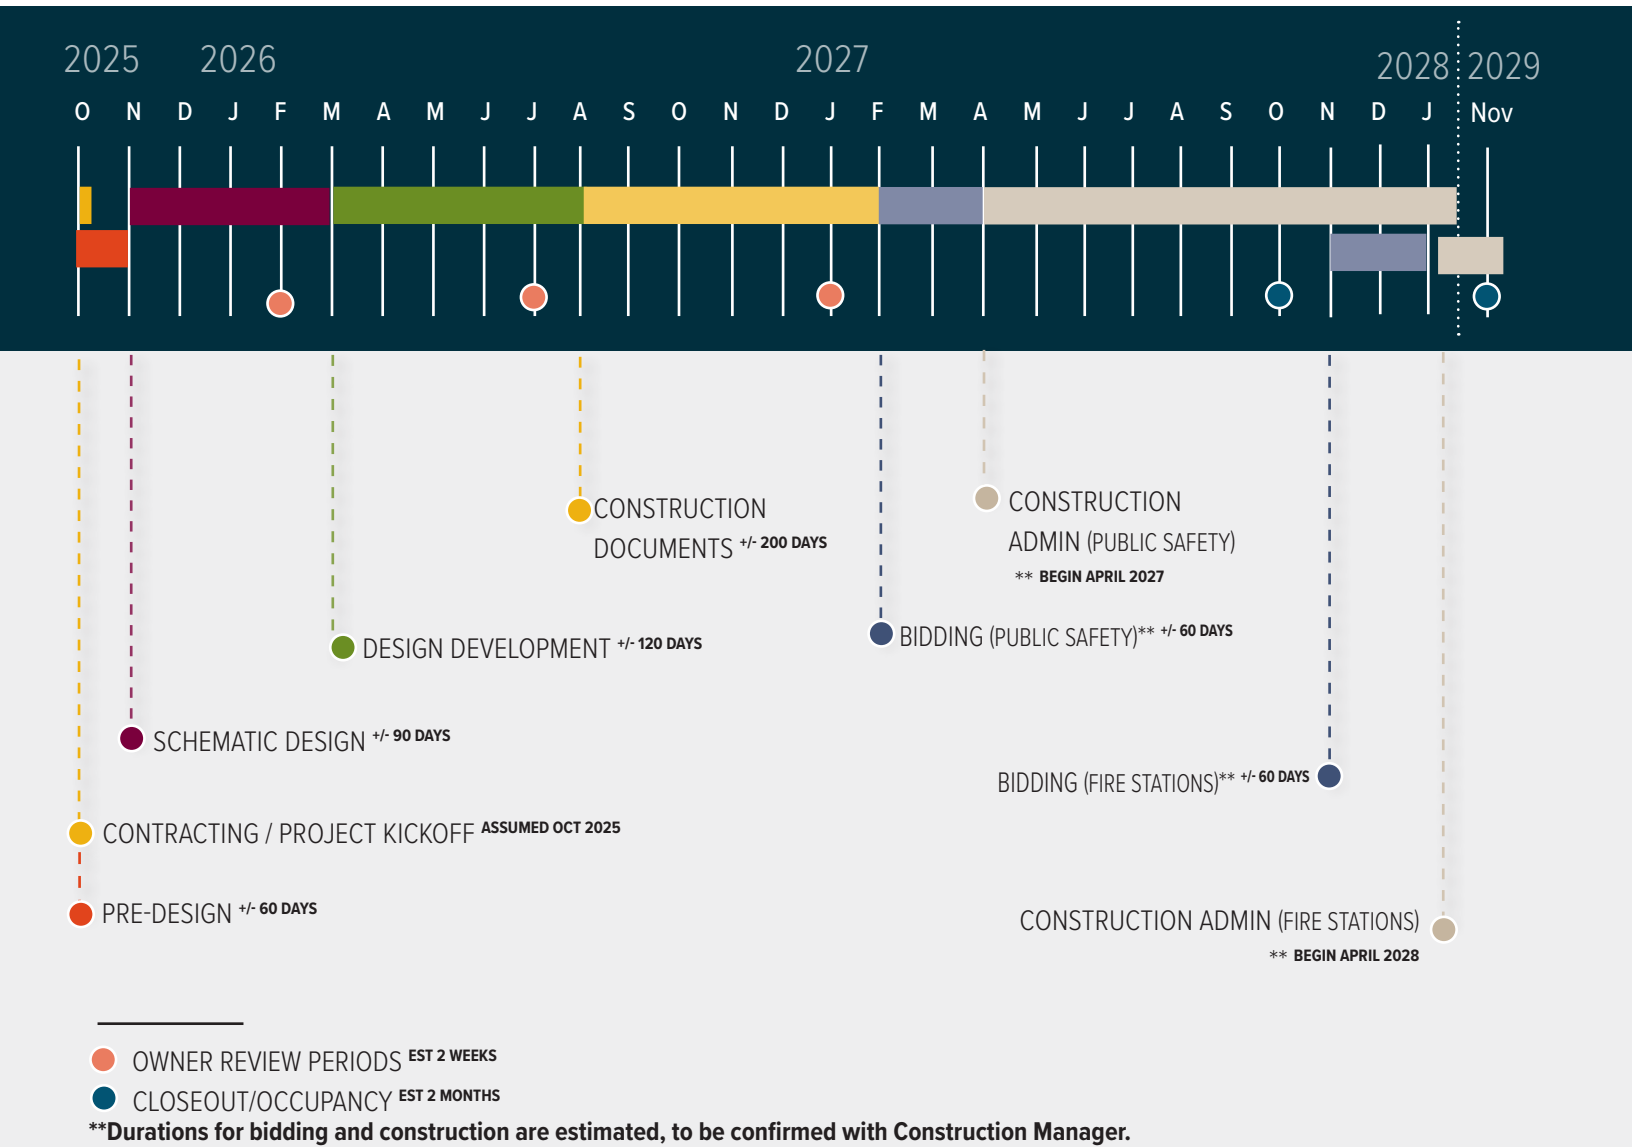 2025 2026 2027 2028 2029
O N D J F M A M J J A S O N D J F M A M J J A S O N D J Nov
CONSTRUCTION
DOCUMENTS +/- 200 DAYS
CONSTRUCTION
ADMIN (PUBLIC SAFETY)
** BEGIN APRIL 2027
DESIGN DEVELOPMENT +/- 120 DAYS
BIDDING (PUBLIC SAFETY)** +/- 60 DAYS
SCHEMATIC DESIGN +/- 90 DAYS
BIDDING (FIRE STATIONS)** +/- 60 DAYS
CONTRACTING / PROJECT KICKOFF ASSUMED OCT 2025
PRE-DESIGN +/- 60 DAYS
CONSTRUCTION ADMIN (FIRE STATIONS)
** BEGIN APRIL 2028
OWNER REVIEW PERIODS EST 2 WEEKS
CLOSEOUT/OCCUPANCY EST 2 MONTHS
**Durations for bidding and construction are estimated, to be confirmed with Construction Manager.